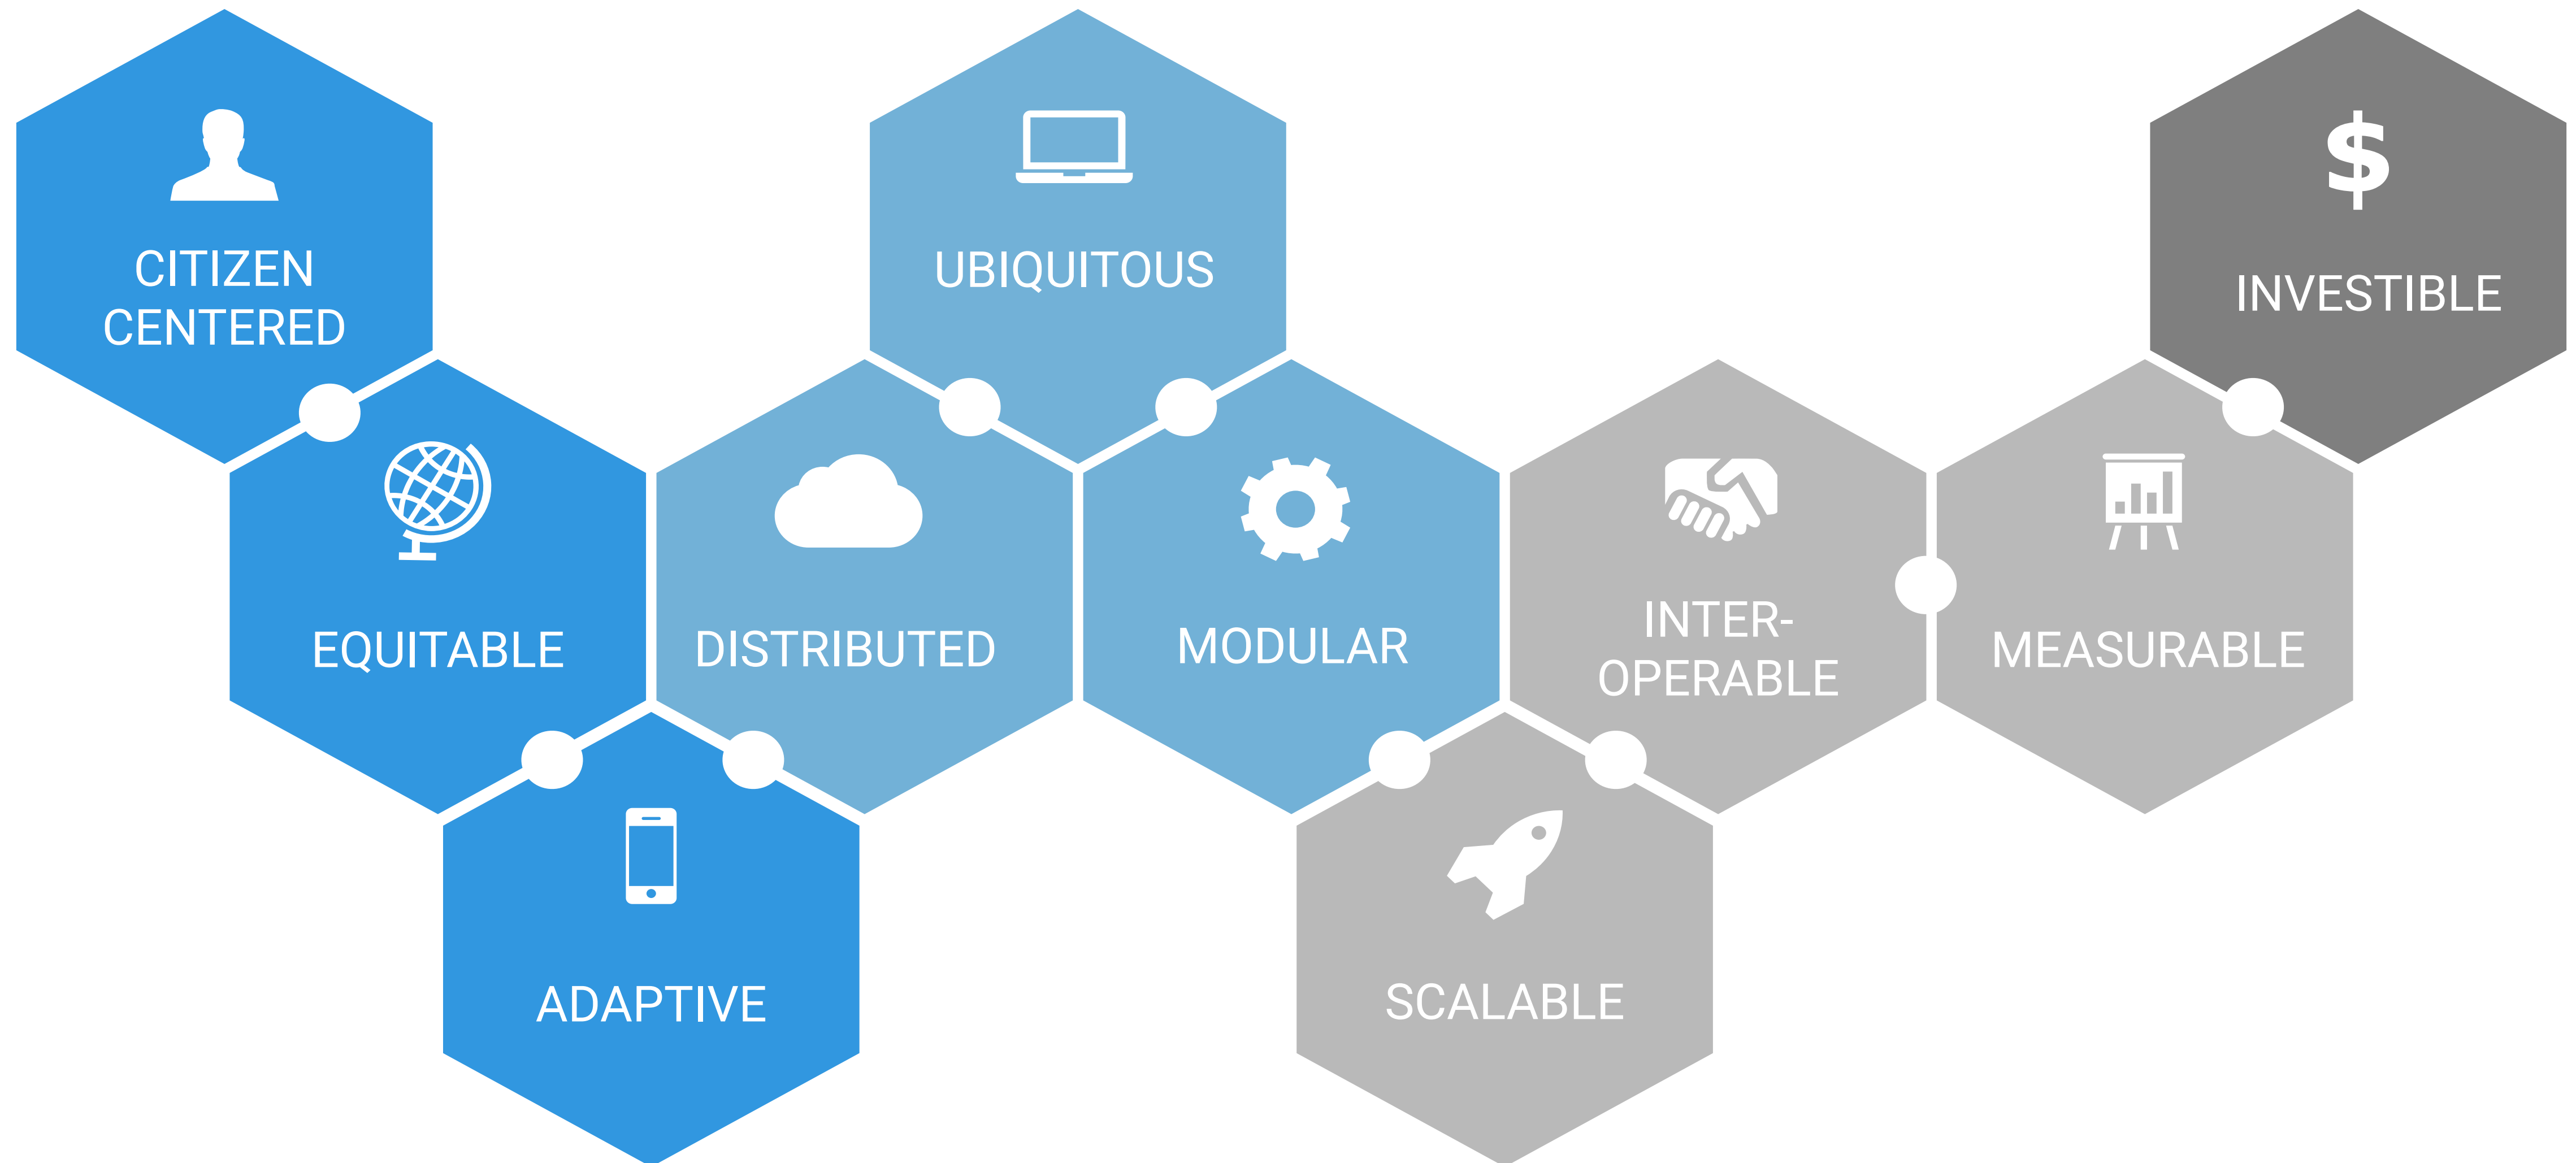 CITIZEN
CENTERED
EQUITABLE
ADAPTIVE
DISTRIBUTED
UBIQUITOUS
MODULAR
SCALABLE
INTER-
OPERABLE
MEASURABLE
$
INVESTIBLE